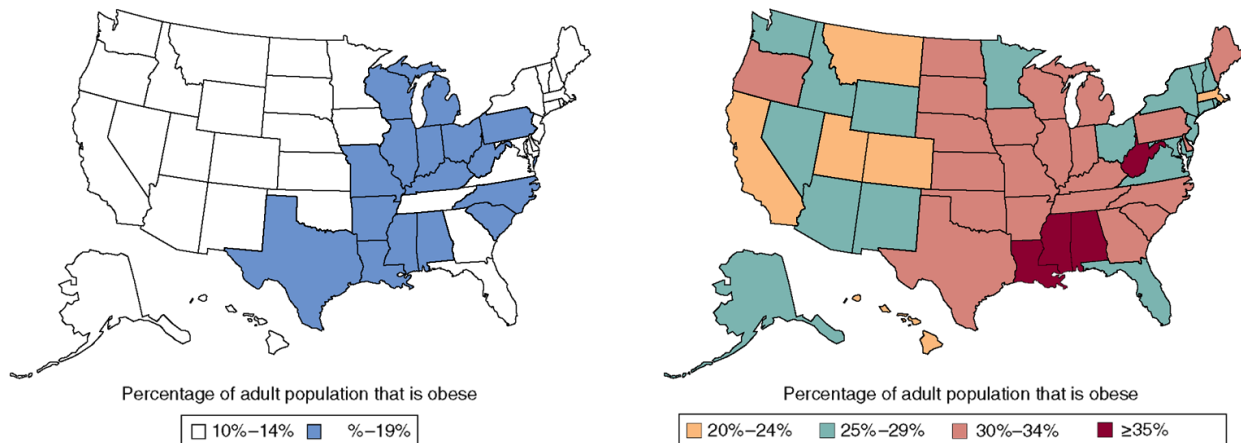 Percentage of adult population that is obese
10%–14% %–19%
Percentage of adult population that is obese
20%–24% 25%–29% 30%–34% ≥35%